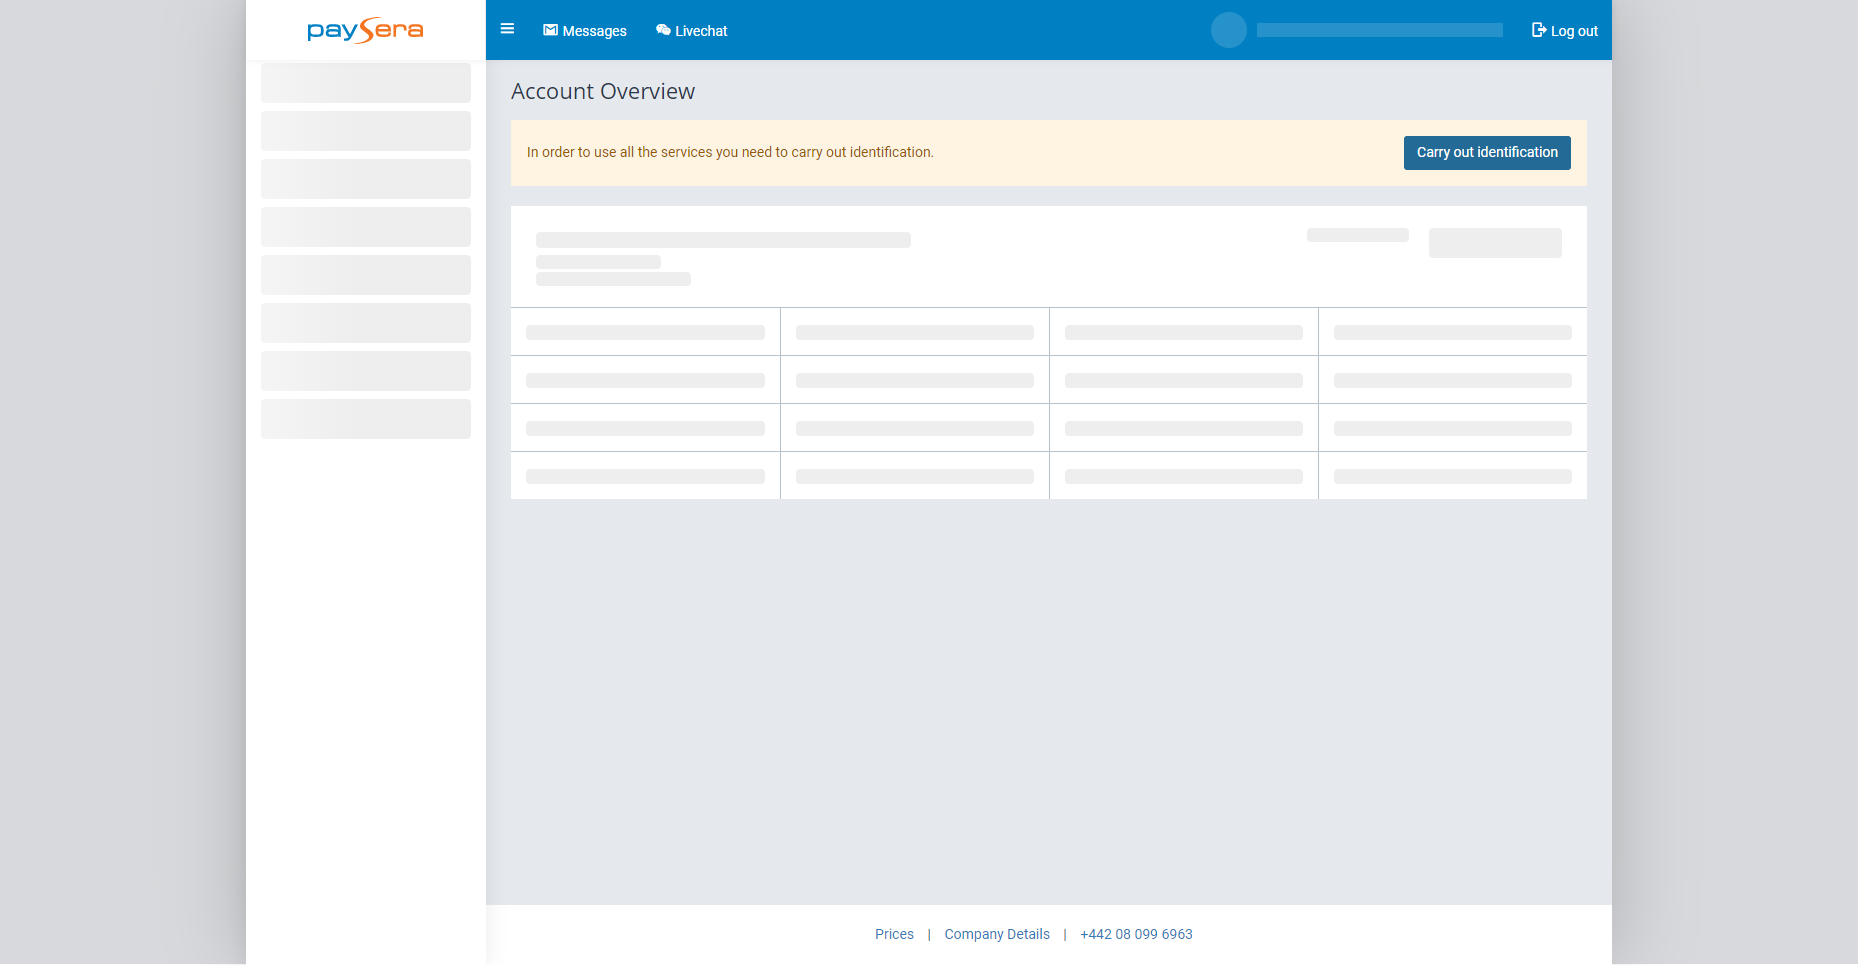 paysera
Messages
Livechat
Log out
Account Overview
In order to use all the services you need to carry out identification.
Carry out identification
Prices | Company Details | +442 08 099 6963